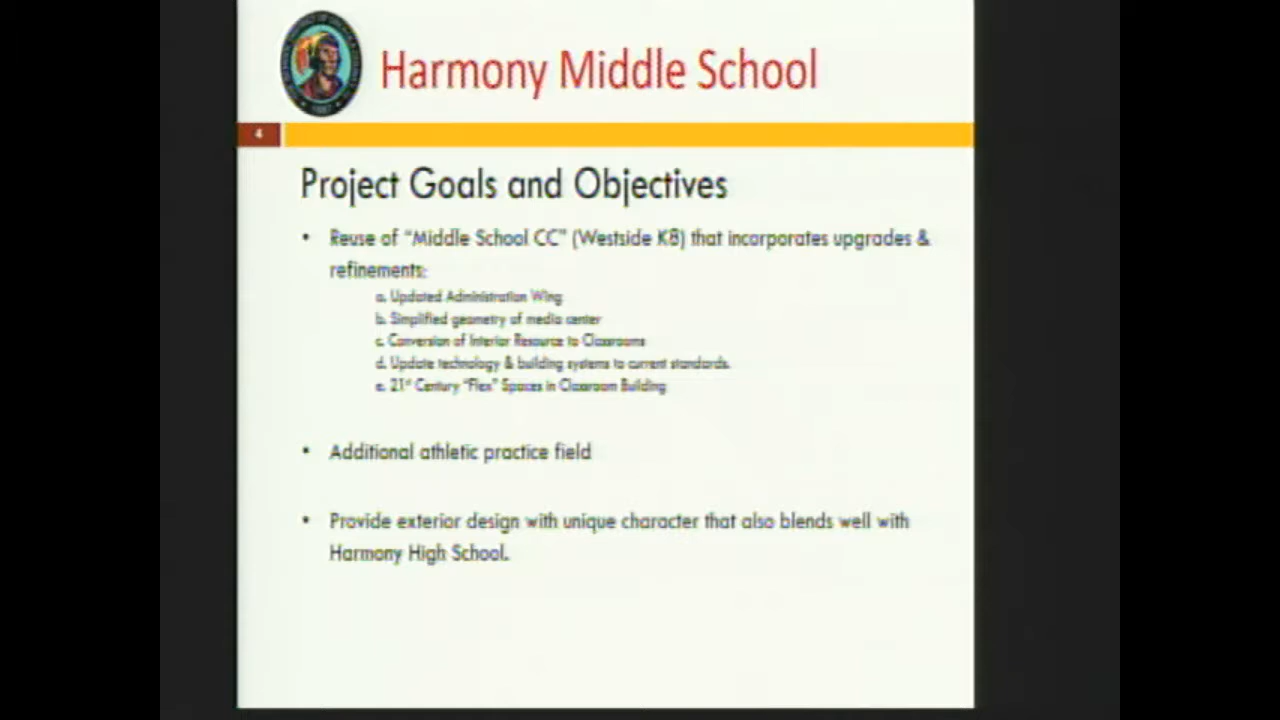 Harmony Middle School
4
Project Goals and Objectives
• Reuse of “Middle School CC” (Westside K8) that incorporates upgrades &
refinements:
a. Updated Administration Wing
b. Simplified geometry of media center
c. Conversion of Interior Resource to Classrooms
d. Update technology & building systems to current standards.
e. 21st Century “Flex” Spaces in Classroom Building
• Additional athletic practice field
• Provide exterior design with unique character that also blends well with
Harmony High School.